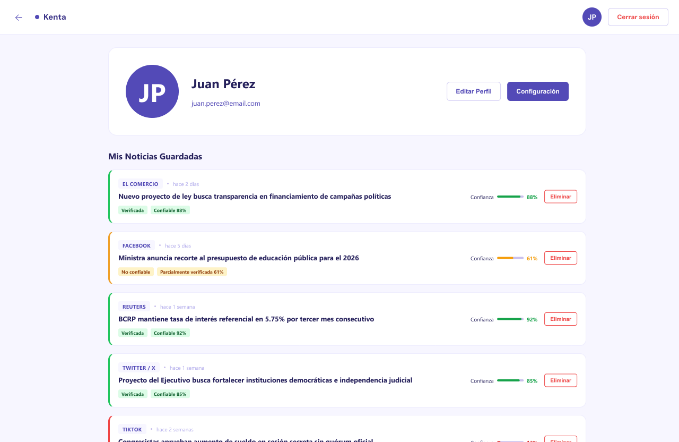 ← • Kenta
JP
Cerrar sesión
JP
Juan Pérez
juan.perez@email.com
Editar Perfil
Configuración
Mis Noticias Guardadas
EL COMERCIO • hace 2 días
Nuevo proyecto de ley busca transparencia en financiamiento de campañas políticas
Verificada Confiable 88%
Confianza 88% Eliminar
FACEBOOK • hace 5 días
Ministra anuncia recorte al presupuesto de educación pública para el 2026
No confiable Parcialmente verificada 61%
Confianza 61% Eliminar
REUTERS • hace 1 semana
BCRP mantiene tasa de interés referencial en 5.75% por tercer mes consecutivo
Verificada Confiable 92%
Confianza 92% Eliminar
TWITTER / X • hace 1 semana
Proyecto del Ejecutivo busca fortalecer instituciones democráticas e independencia judicial
Verificada Confiable 85%
Confianza 85% Eliminar
TIKTOK • hace 2 semanas
Congresistas aprueban aumento de sueldo en sesión secreta sin quórum oficial
Confianza Eliminar